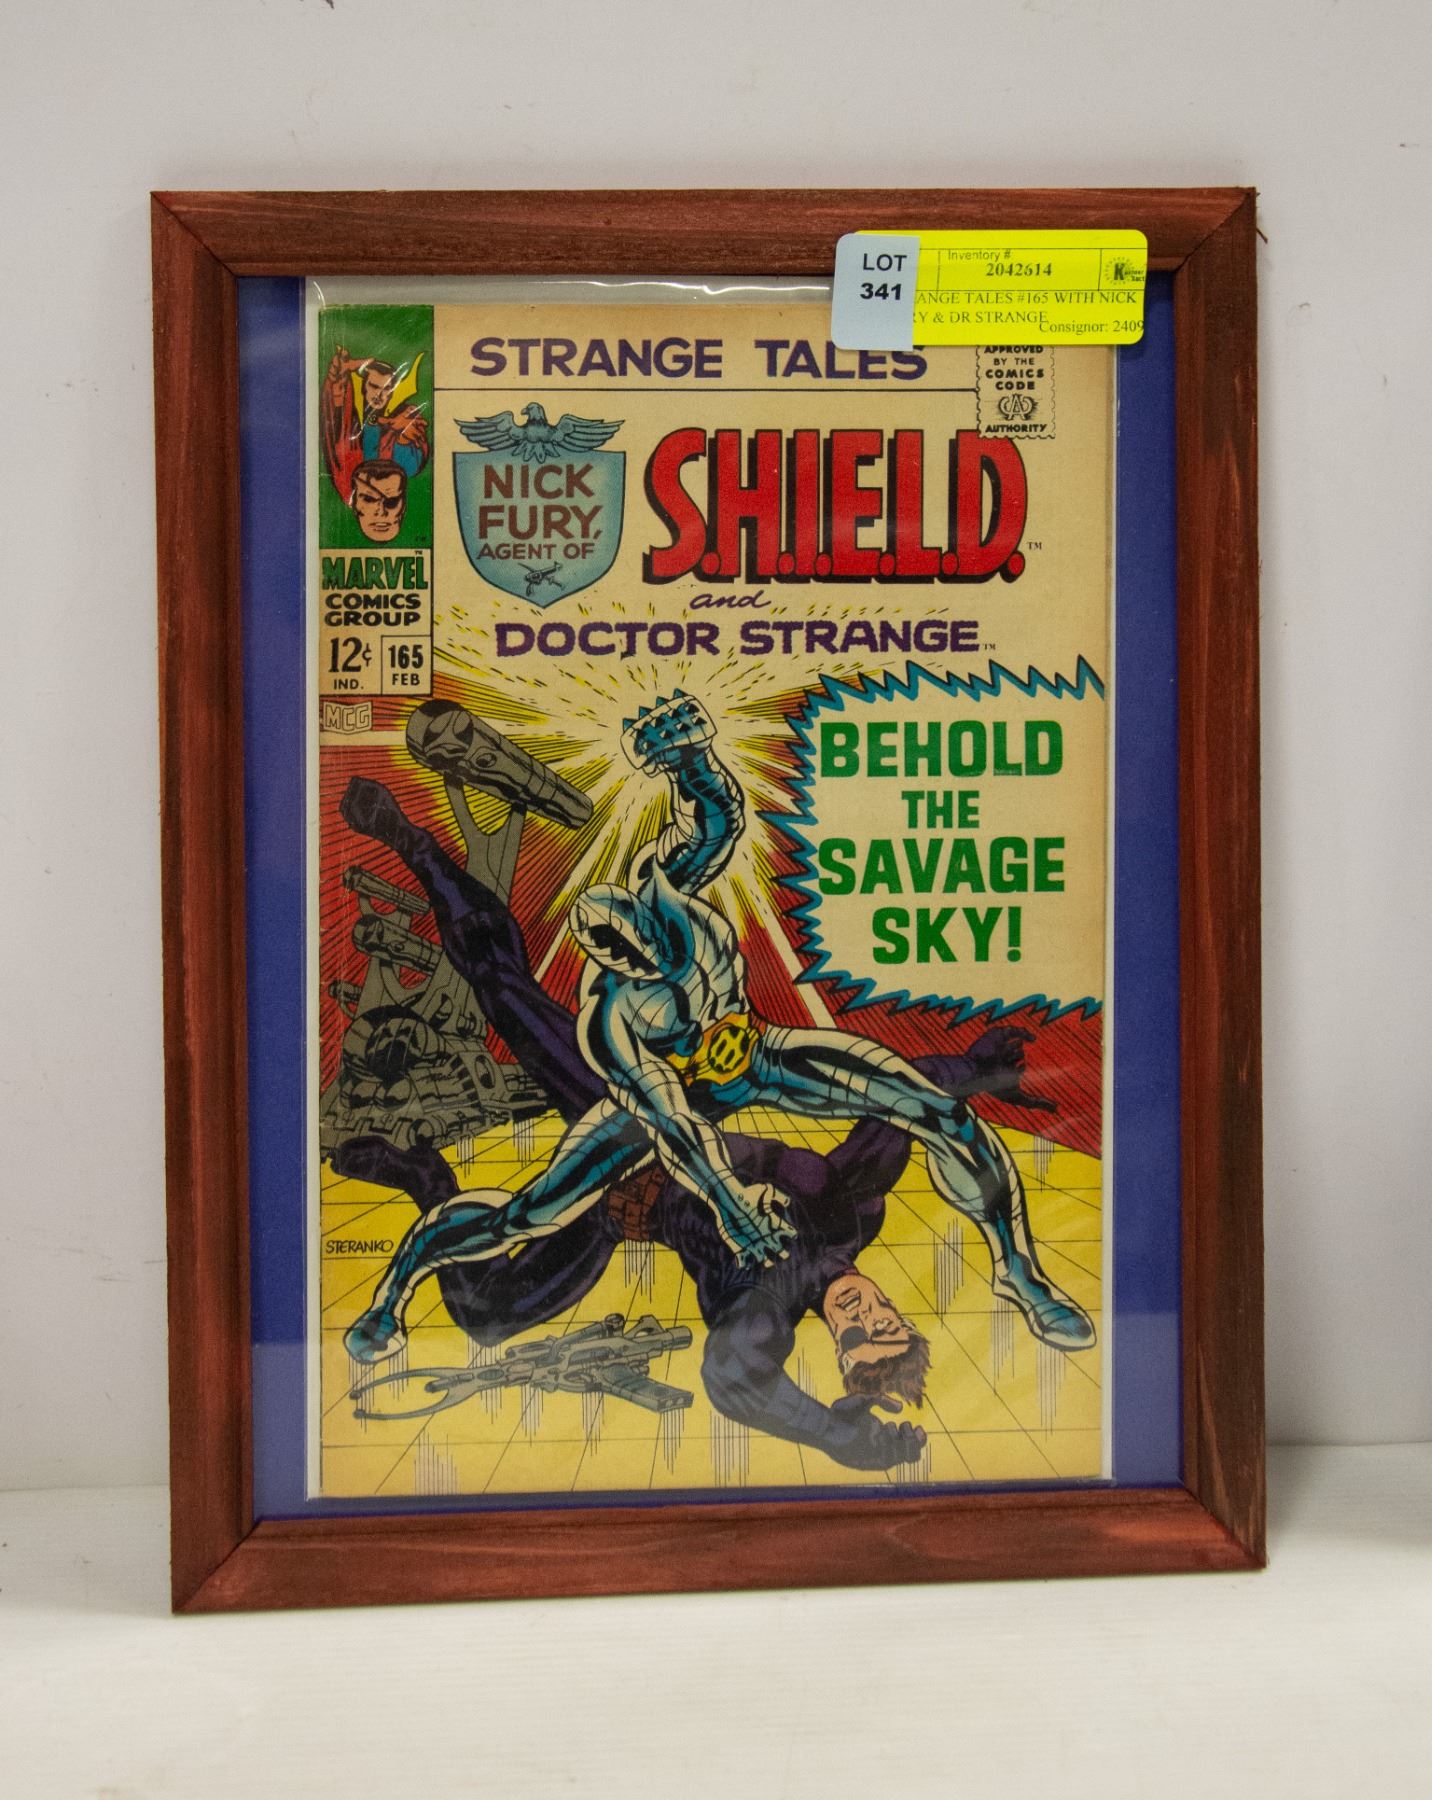 LOT
341
Inventory #
2042614
ANGE TALES #165 WITH NICK
RY & DR STRANGE
Consignor: 2409
STRANGE TALES
APPROVED
BY THE
COMICS
CODE
AUTHORITY
NICK
FURY,
AGENT OF
S.H.I.E.L.D.™
and
DOCTOR STRANGE™
MARVEL
COMICS
GROUP
12¢
IND.
165
FEB
MCG
BEHOLD
THE
SAVAGE
SKY!
STERANKO